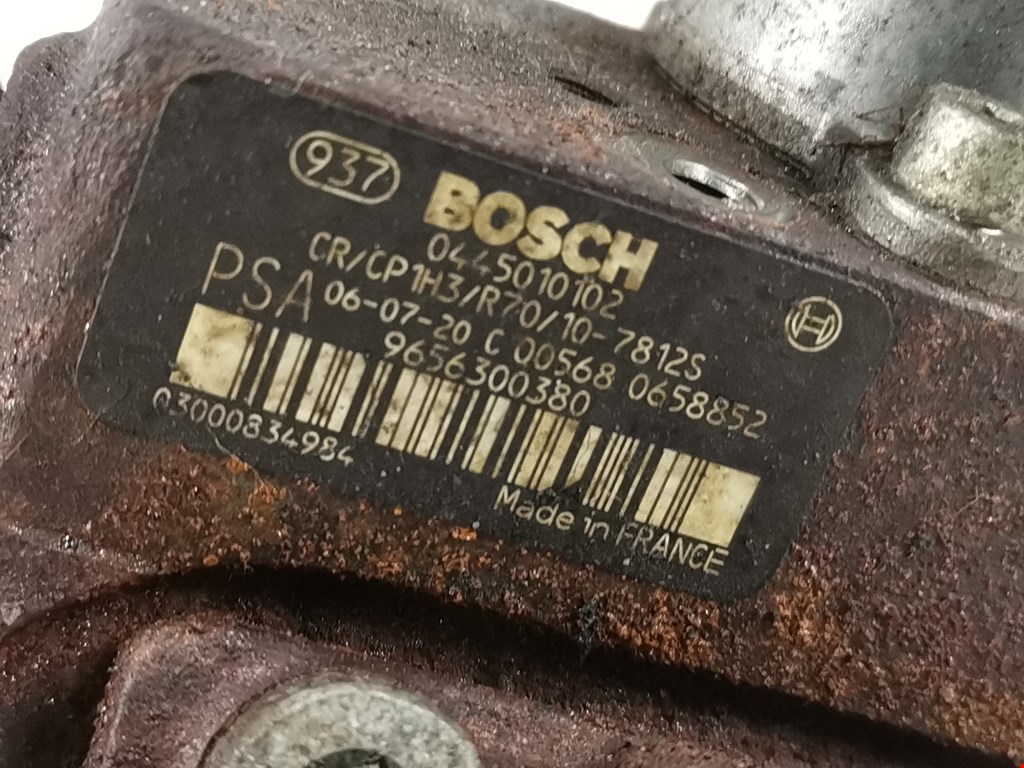 937
BOSCH
0445010102
CR/CP1H3/R70/10-7812S
PSA
06-07-20 C 00568 0658852
9656300380
03000834984
Made in FRANCE